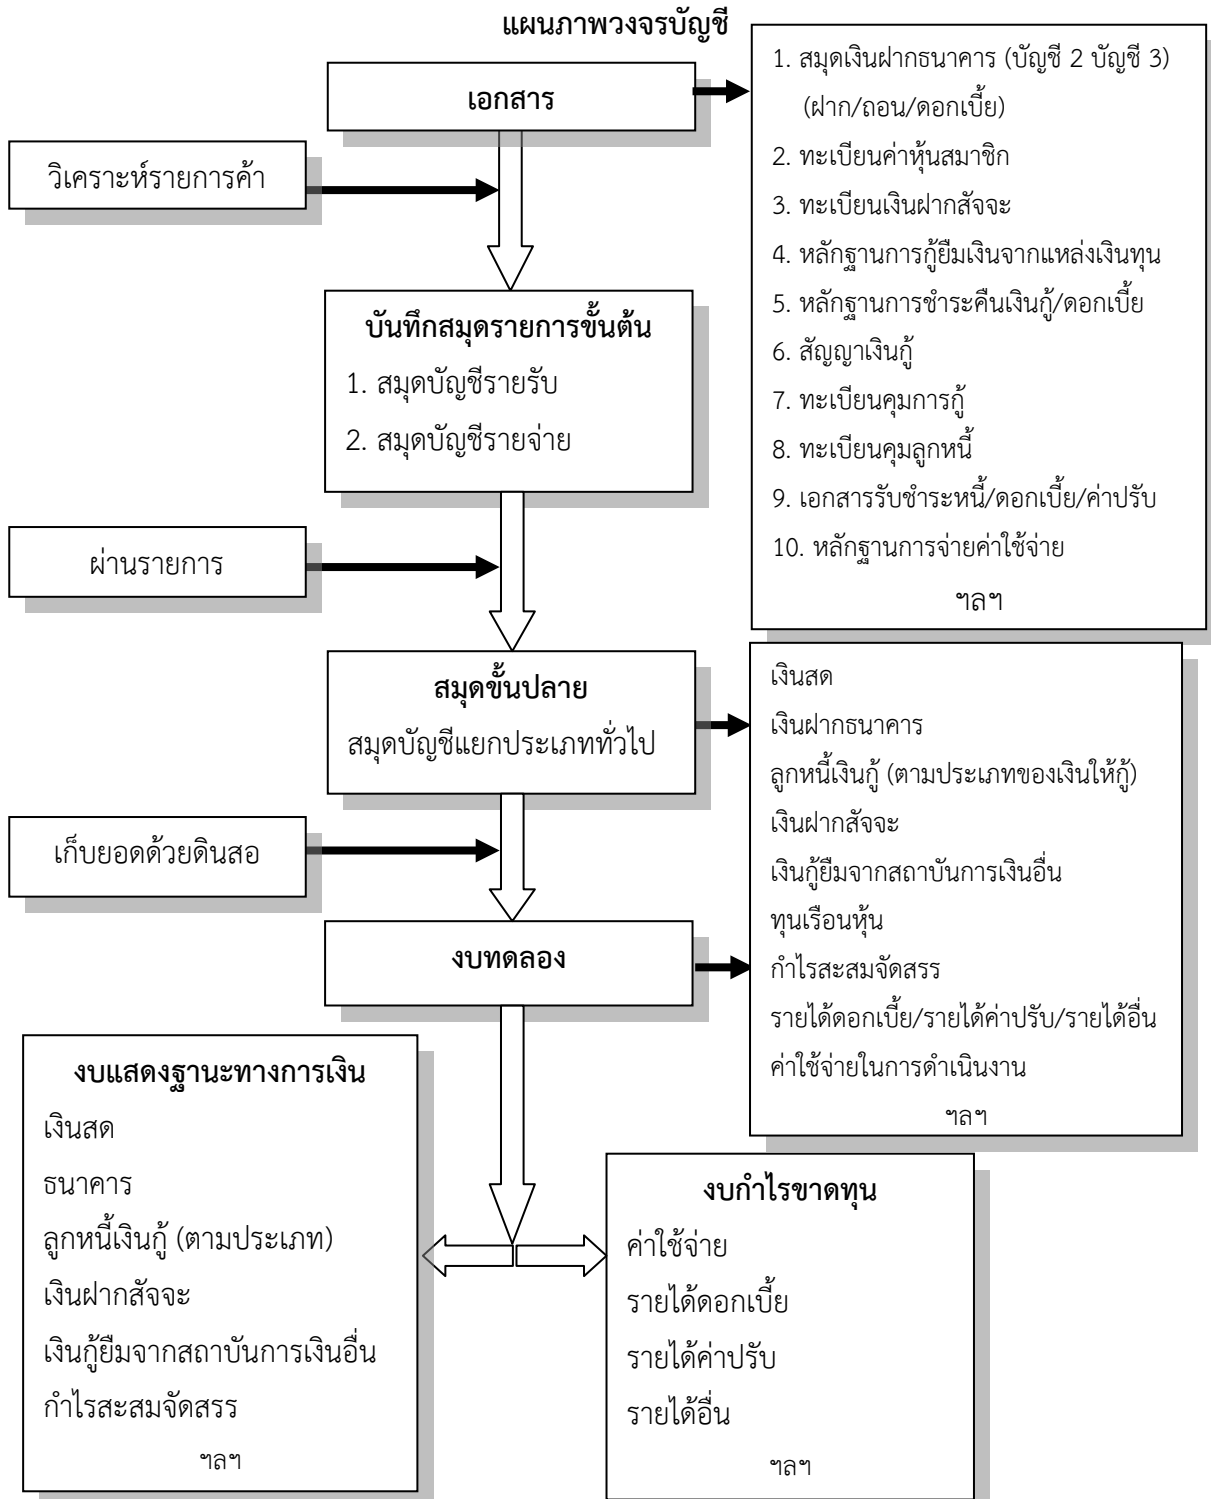 แผนภาพวงจรบัญชี
เอกสาร
1. สมุดเงินฝากธนาคาร (บัญชี 2 บัญชี 3)
(ฝาก/ถอน/ดอกเบี้ย)
2. ทะเบียนค่าหุ้นสมาชิก
3. ทะเบียนเงินฝากสัจจะ
4. หลักฐานการกู้ยืมเงินจากแหล่งเงินทุน
5. หลักฐานการชำระคืนเงินกู้/ดอกเบี้ย
6. สัญญาเงินกู้
7. ทะเบียนคุมการกู้
8. ทะเบียนคุมลูกหนี้
9. เอกสารรับชำระหนี้/ดอกเบี้ย/ค่าปรับ
10. หลักฐานการจ่ายค่าใช้จ่าย
ฯลฯ
วิเคราะห์รายการค้า
บันทึกสมุดรายการขั้นต้น
1. สมุดบัญชีรายรับ
2. สมุดบัญชีรายจ่าย
ผ่านรายการ
สมุดขั้นปลาย
สมุดบัญชีแยกประเภททั่วไป
เงินสด
เงินฝากธนาคาร
ลูกหนี้เงินกู้ (ตามประเภทของเงินให้กู้)
เงินฝากสัจจะ
เงินกู้ยืมจากสถาบันการเงินอื่น
ทุนเรือนหุ้น
กำไรสะสมจัดสรร
รายได้ดอกเบี้ย/รายได้ค่าปรับ/รายได้อื่น
ค่าใช้จ่ายในการดำเนินงาน
ฯลฯ
เก็บยอดด้วยดินสอ
งบทดลอง
งบแสดงฐานะทางการเงิน
เงินสด
ธนาคาร
ลูกหนี้เงินกู้ (ตามประเภท)
เงินฝากสัจจะ
เงินกู้ยืมจากสถาบันการเงินอื่น
กำไรสะสมจัดสรร
ฯลฯ
งบกำไรขาดทุน
ค่าใช้จ่าย
รายได้ดอกเบี้ย
รายได้ค่าปรับ
รายได้อื่น
ฯลฯ